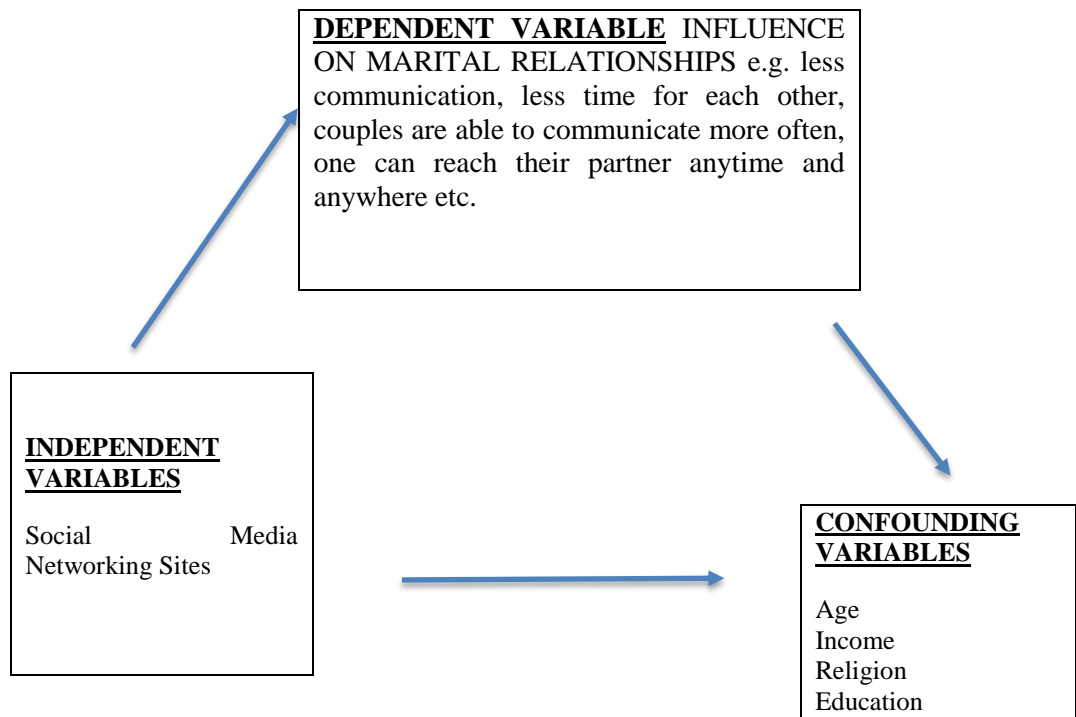 DEPENDENT VARIABLE INFLUENCE
ON MARITAL RELATIONSHIPS e.g. less
communication, less time for each other,
couples are able to communicate more often,
one can reach their partner anytime and
anywhere etc.
INDEPENDENT
VARIABLES
Social Media
Networking Sites
CONFOUNDING
VARIABLES
Age
Income
Religion
Education